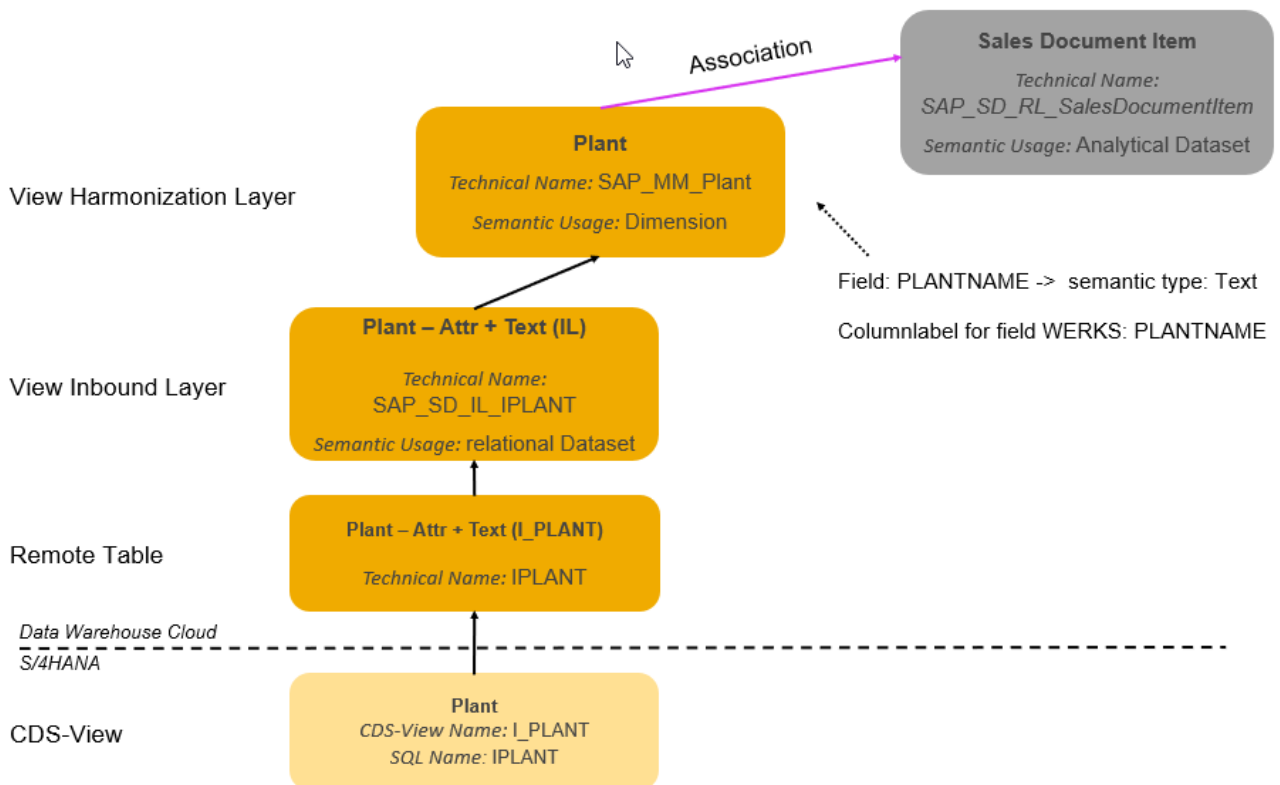 Association
Sales Document Item
Technical Name:
SAP_SD_RL_SalesDocumentItem
Semantic Usage: Analytical Dataset
View Harmonization Layer
Plant
Technical Name: SAP_MM_Plant
Semantic Usage: Dimension
Field: PLANTNAME -> semantic type: Text
Columnlabel for field WERKS: PLANTNAME
View Inbound Layer
Plant – Attr + Text (IL)
Technical Name:
SAP_SD_IL_IPLANT
Semantic Usage: relational Dataset
Remote Table
Plant – Attr + Text (I_PLANT)
Technical Name: IPLANT
Data Warehouse Cloud
S/4HANA
CDS-View
Plant
CDS-View Name: I_PLANT
SQL Name: IPLANT